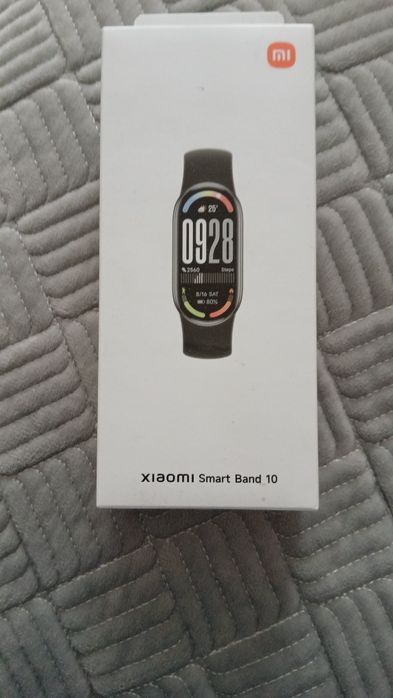 mi
25°
0928
2560 Steps
8/16 SAT
80%
xiaomi Smart Band 10